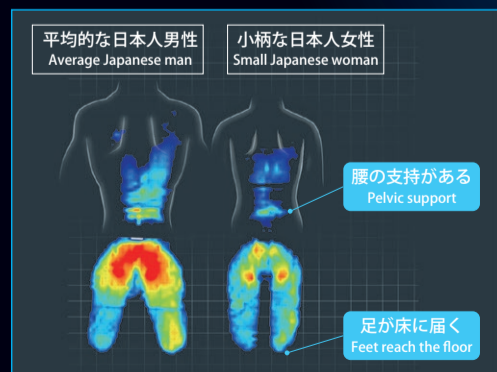 平均的な日本人男性
Average Japanese man
小柄な日本人女性
Small Japanese woman
腰の支持がある
Pelvic support
足が床に届く
Feet reach the floor